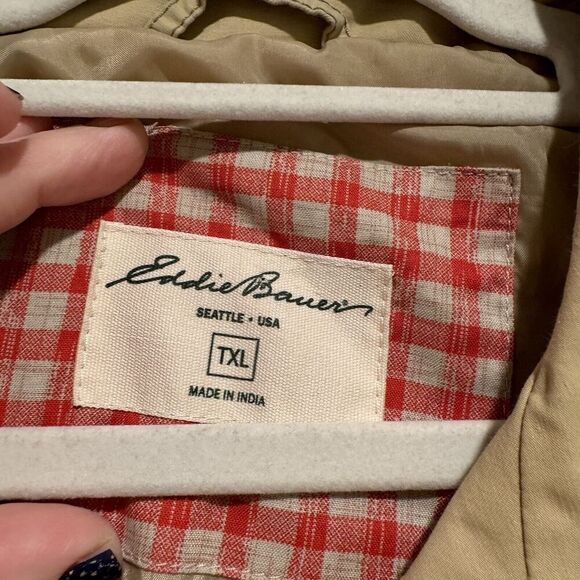 Eddie Bauer
SEATTLE • USA
TXL
MADE IN INDIA